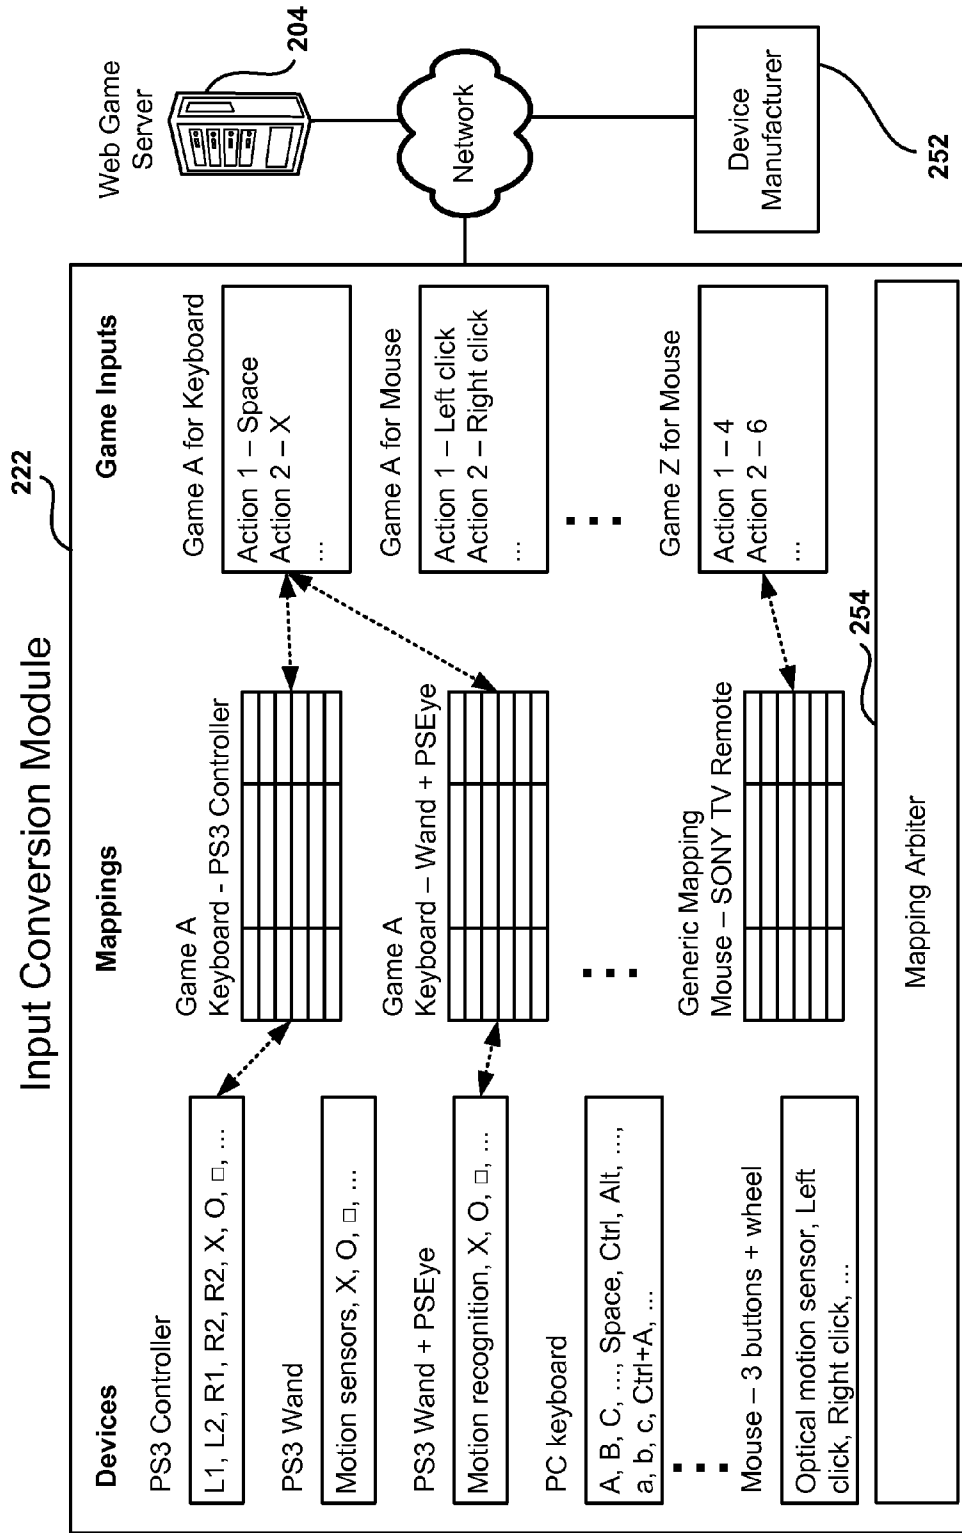 Input Conversion Module
222
Devices
PS3 Controller
L1, L2, R1, R2, R2, X, O, □, ...
PS3 Wand
Motion sensors, X, O, □, ...
PS3 Wand + PSEye
Motion recognition, X, O, □, ...
PC keyboard
A, B, C, ..., Space, Ctrl, Alt, ...,
a, b, c, Ctrl+A, ...
Mouse – 3 buttons + wheel
Optical motion sensor, Left
click, Right click, ...
Mappings
Game A
Keyboard - PS3 Controller
Game A
Keyboard – Wand + PSEye
Generic Mapping
Mouse – SONY TV Remote
Game Inputs
Game A for Keyboard
Action 1 – Space
Action 2 – X
...
Game A for Mouse
Action 1 – Left click
Action 2 – Right click
...
Game Z for Mouse
Action 1 – 4
Action 2 – 6
...
254
Mapping Arbiter
Web Game
Server
204
Network
Device
Manufacturer
252